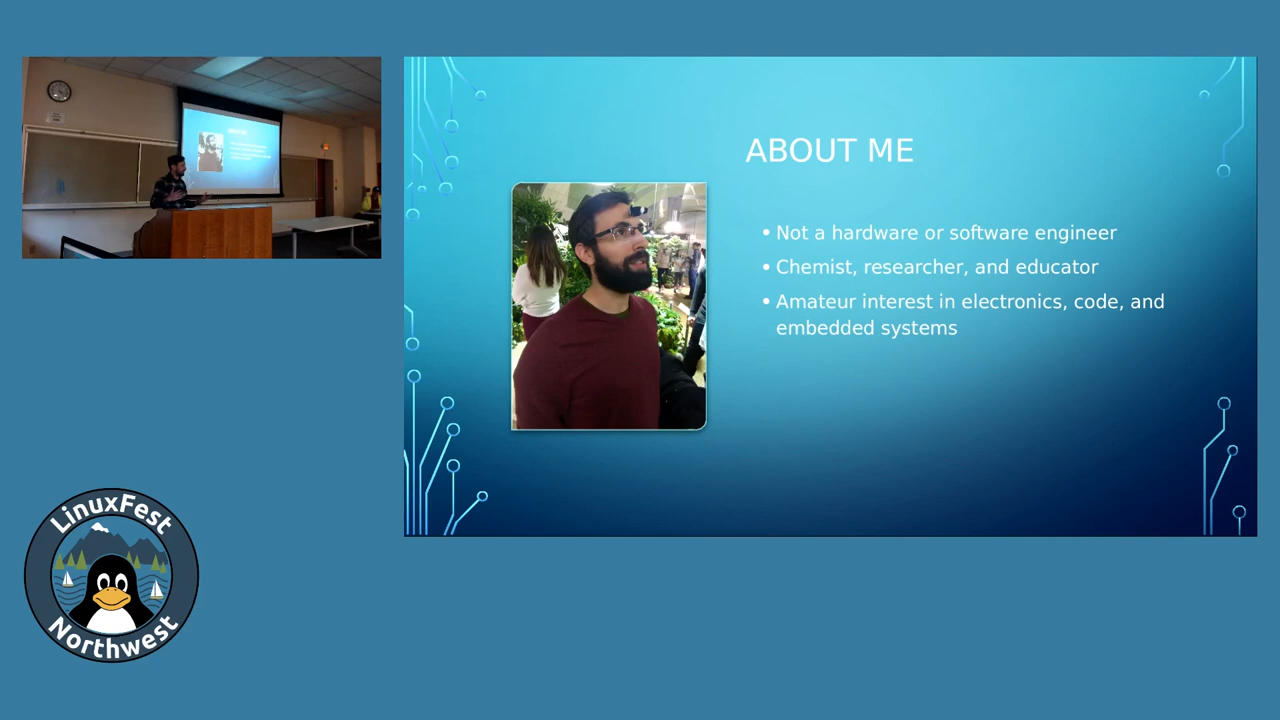 ABOUT ME
• Not a hardware or software engineer
• Chemist, researcher, and educator
• Amateur interest in electronics, code, and
embedded systems
LinuxFest
Northwest